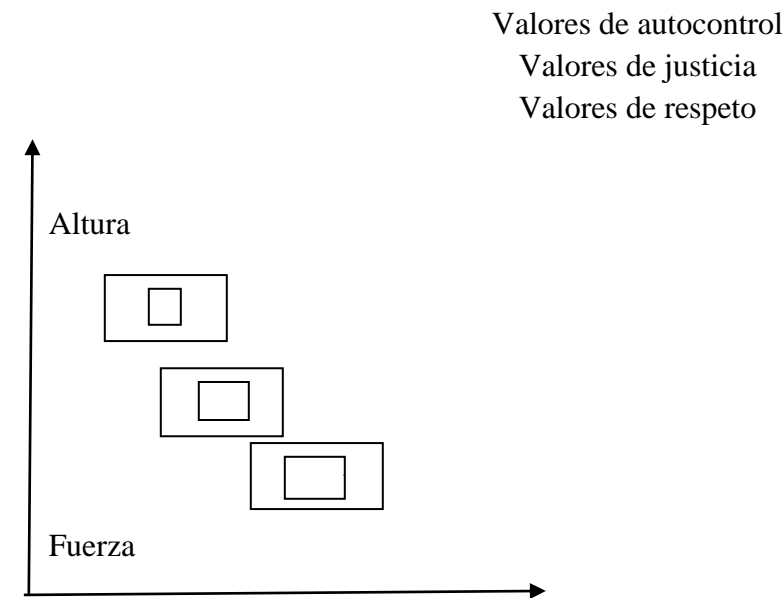 Valores de autocontrol
Valores de justicia
Valores de respeto
Altura
Fuerza